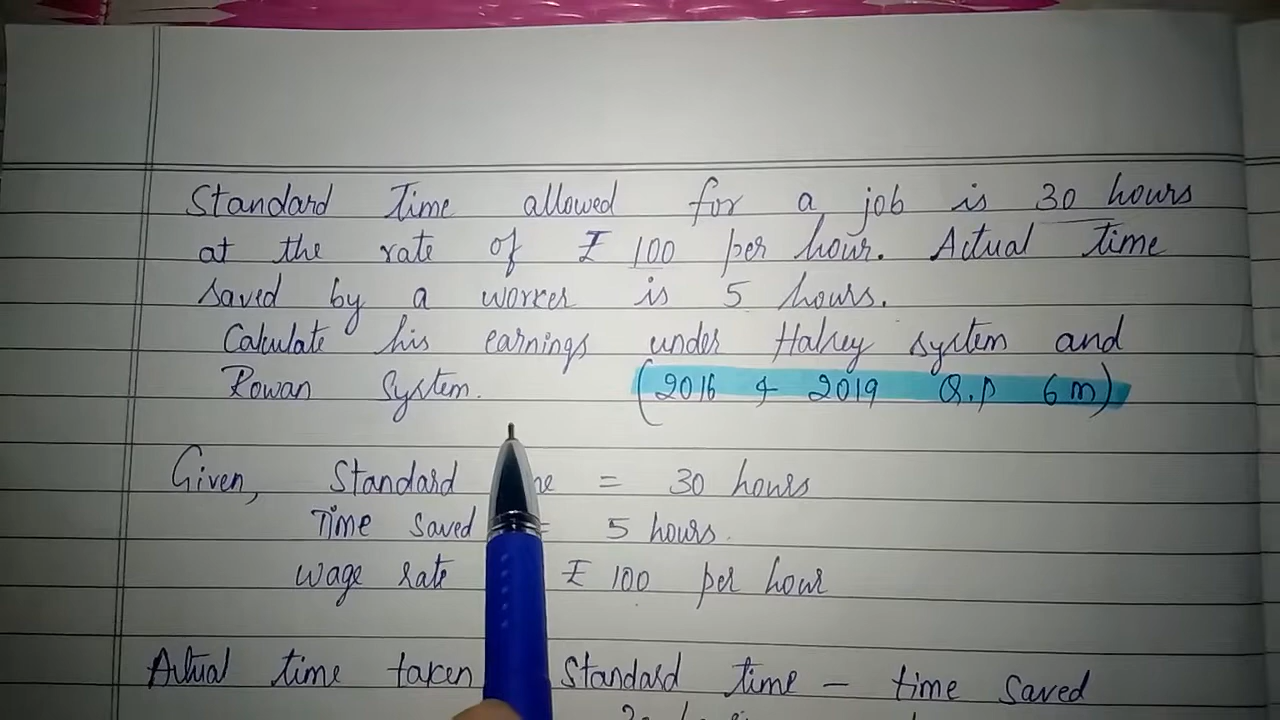 Standard Time allowed for a job is 30 hours
at the rate of ₹ 100 per hour. Actual time
saved by a worker is 5 hours.
Calculate his earnings under Halsey system and
Rowan System. (2016 & 2019 Q.P 6m)
Given, Standard = 30 hours
Time saved = 5 hours.
Wage rate ₹ 100 per hour
Actual time taken Standard time - time saved